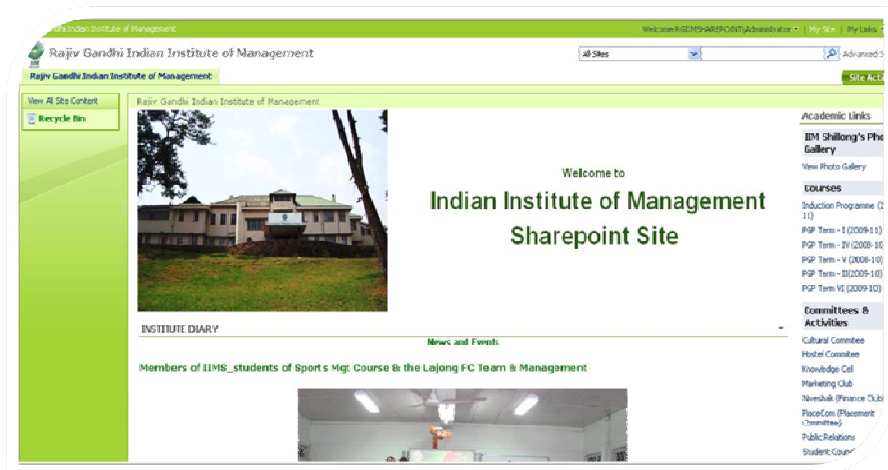 Gandhi Indian Institute of Management
Welcome RGIIMSHAREPOINT\Administrator
My Site
My Links
Rajiv Gandhi Indian Institute of Management
All Sites
Advanced S
Rajiv Gandhi Indian Institute of Management
Site Acti
View All Site Content
Recycle Bin
Rajiv Gandhi Indian Institute of Management
Welcome to
Indian Institute of Management
Sharepoint Site
INSTITUTE DIARY
News and Events
Members of IIMS_students of Sports Mgt Course & the Lajong FC Team & Management
Academic Links
IIM Shillong's Pho
Gallery
View Photo Gallery
Courses
Induction Programme (2
11)
PGP Term - I (2009-11)
PGP Term - IV (2008-10
PGP Term - V (2008-10)
PGP Term - II(2009-10)
PGP Term VI (2009-10)
Committees &
Activities
Cultural Commitee
Hostel Commitee
Knowledge Cell
Marketing Club
Niveshak (Finance Club)
PlaceCom (Placement
Committee)
Public Relations
Student Counc